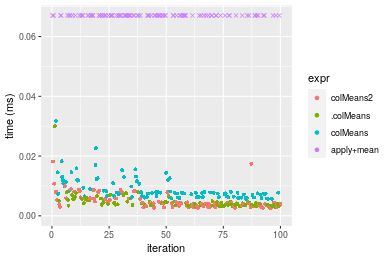 0.06
0.04
0.02
0.00
time (ms)
0
25
50
75
100
iteration
expr
colMeans2
.colMeans
colMeans
apply+mean